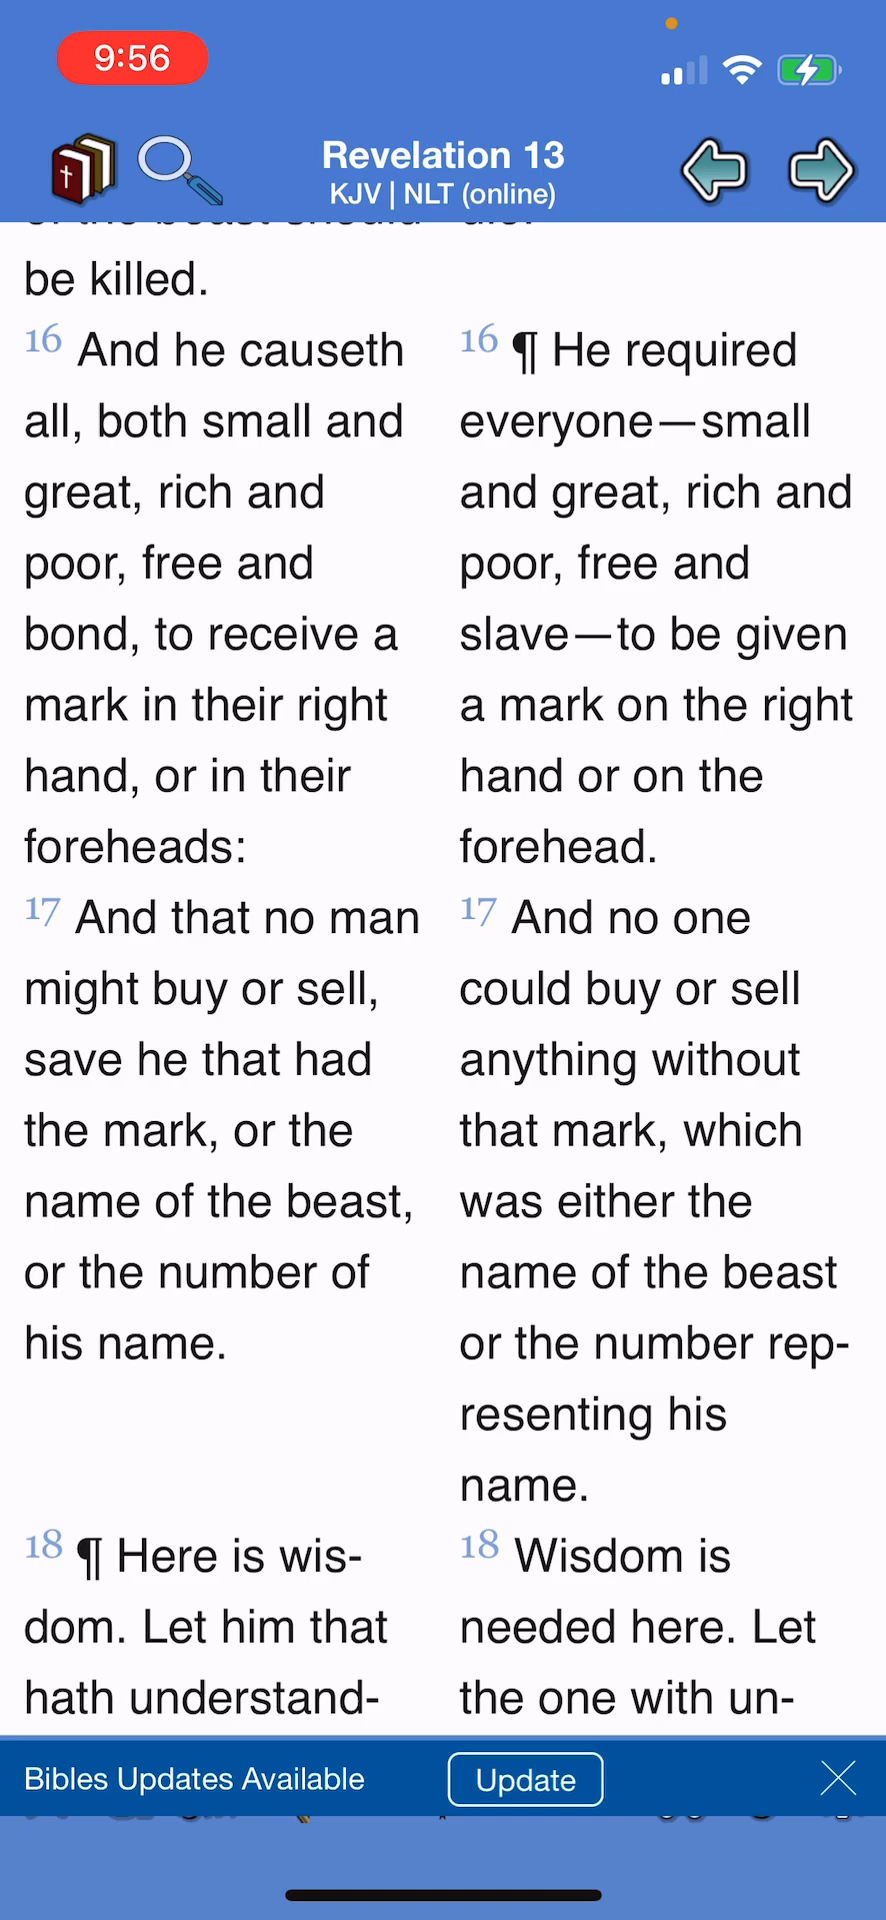 9:56
Revelation 13
KJV | NLT (online)
of the beast should
be killed.
16 And he causeth
all, both small and
great, rich and
poor, free and
bond, to receive a
mark in their right
hand, or in their
foreheads:
17 And that no man
might buy or sell,
save he that had
the mark, or the
name of the beast,
or the number of
his name.
18 ¶ Here is wis-
dom. Let him that
hath understand-
die.
16 ¶ He required
everyone—small
and great, rich and
poor, free and
slave—to be given
a mark on the right
hand or on the
forehead.
17 And no one
could buy or sell
anything without
that mark, which
was either the
name of the beast
or the number rep-
resenting his
name.
18 Wisdom is
needed here. Let
the one with un-
Bibles Updates Available
Update